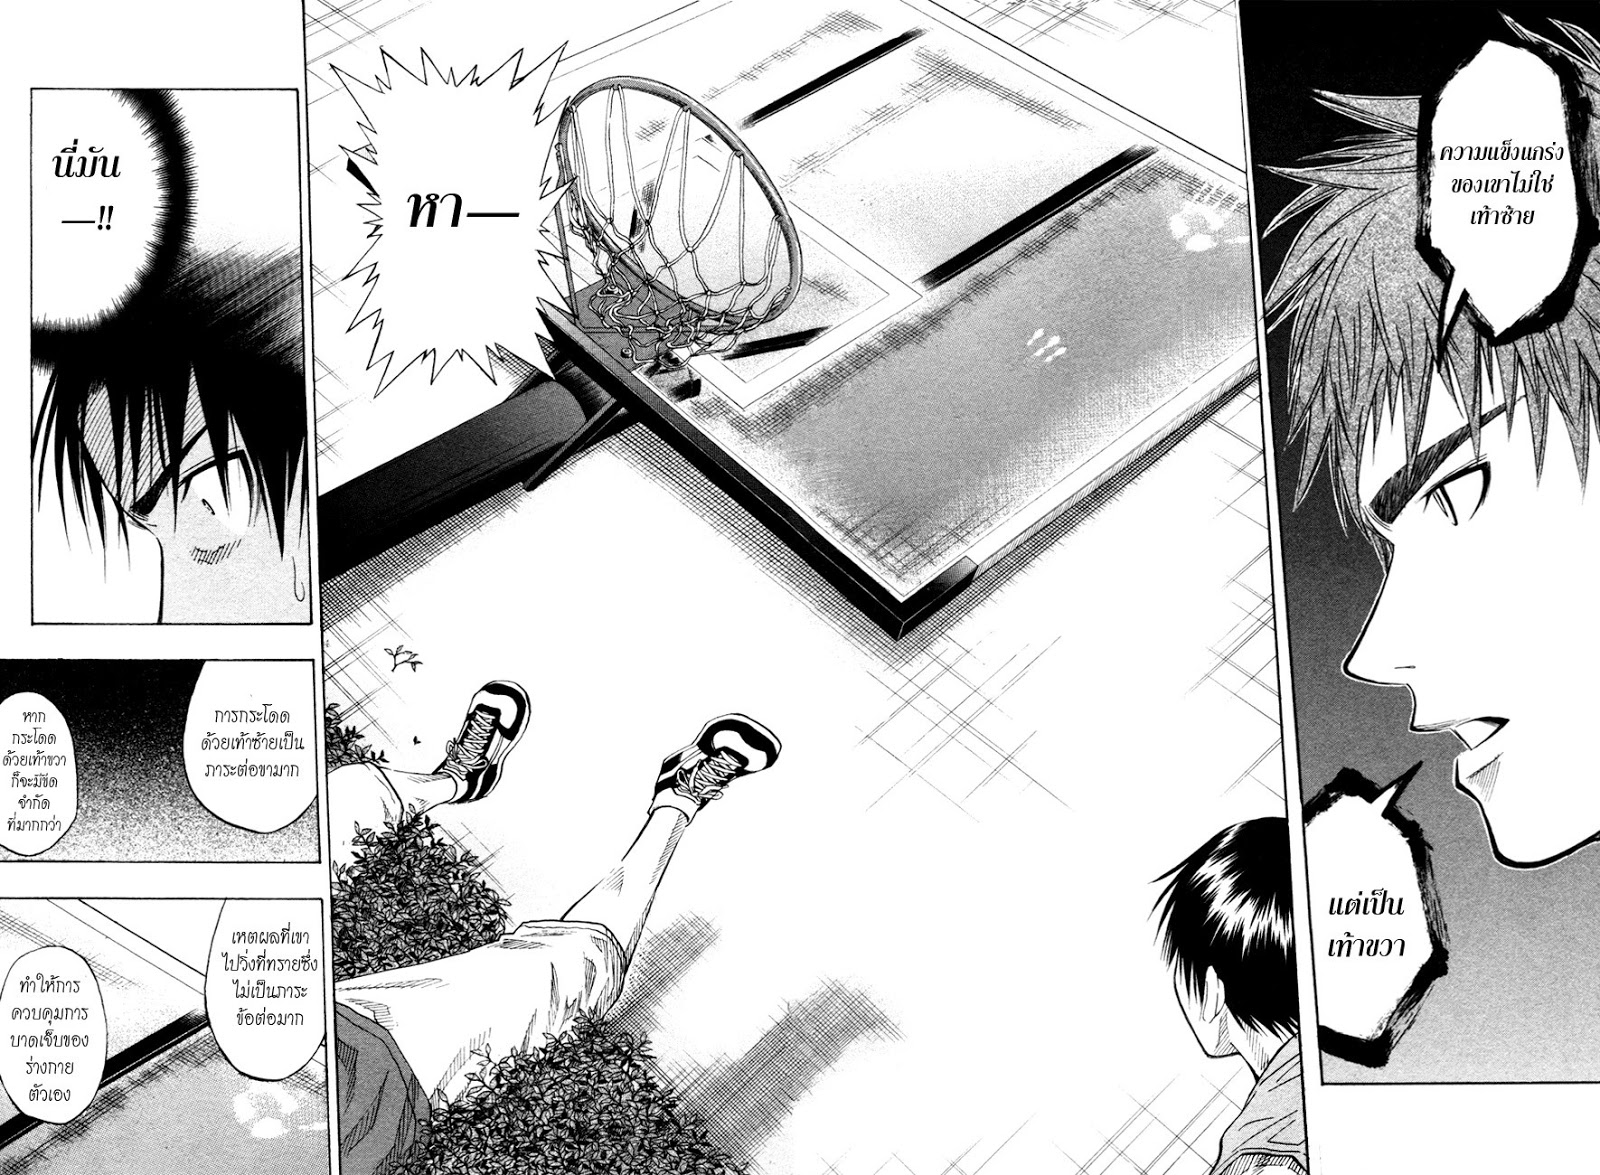 ความแข็งแกร่ง
ของเขาไม่ใช่
เท้าซ้าย
แต่เป็น
เท้าขวา
หา—
นี่มัน
—!!
การกระโดด
ด้วยเท้าซ้ายเป็น
ภาระต่อขามาก
หาก
กระโดด
ด้วยเท้าขวา
ก็จะมีขีด
จำกัด
ที่มากกว่า
เหตุผลที่เขา
ไปวิ่งที่ทรายซึ่ง
ไม่เป็นภาระ
ข้อต่อมาก
ทำให้การ
ควบคุมการ
บาดเจ็บของ
ร่างกาย
ตัวเอง